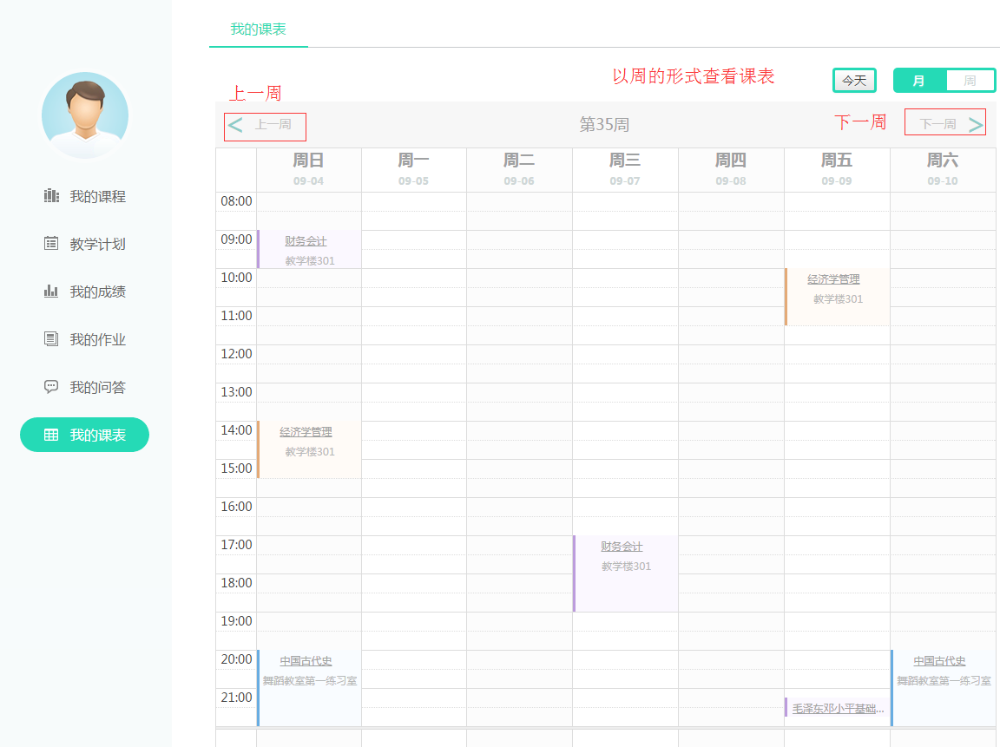 我的课表
以周的形式查看课表
今天
月
周
上一周
上一周
第35周
下一周
下一周
我的课程
教学计划
我的成绩
我的作业
我的问答
我的课表
周日
周一
周二
周三
周四
周五
周六
09-04
09-05
09-06
09-07
09-08
09-09
09-10
08:00
09:00
财务会计
教学楼301
10:00
经济学管理
教学楼301
11:00
12:00
13:00
14:00
经济学管理
教学楼301
15:00
16:00
17:00
财务会计
教学楼301
18:00
19:00
20:00
中国古代史
舞蹈教室第一练习室
中国古代史
舞蹈教室第一练习室
21:00
毛泽东邓小平基础...